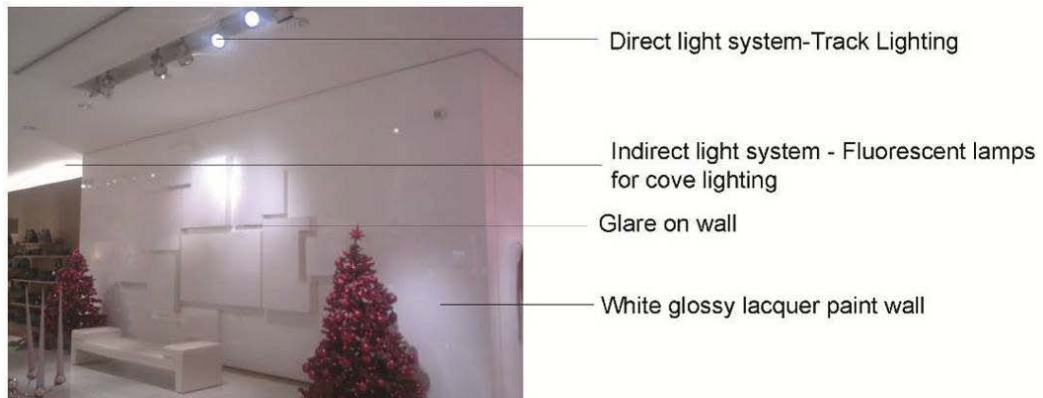 Direct light system-Track Lighting
Indirect light system - Fluorescent lamps
for cove lighting
Glare on wall
White glossy lacquer paint wall